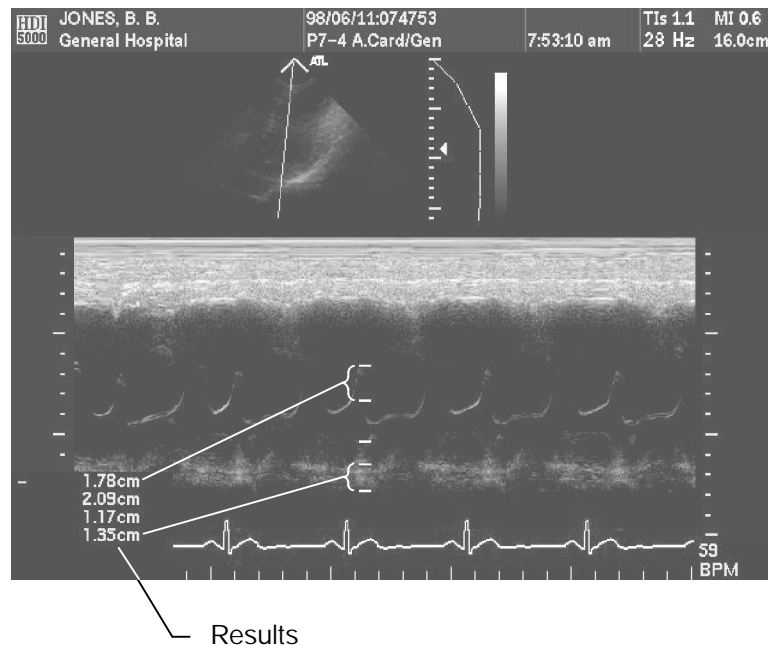 HDI 5000 JONES, B. B. 98/06/11:074753 TIs 1.1 MI 0.6
General Hospital P7-4 A.Card/Gen 7:53:10 am 28 Hz 16.0cm
ATL
1.78cm
2.09cm
1.17cm
1.35cm
59
BPM
Results